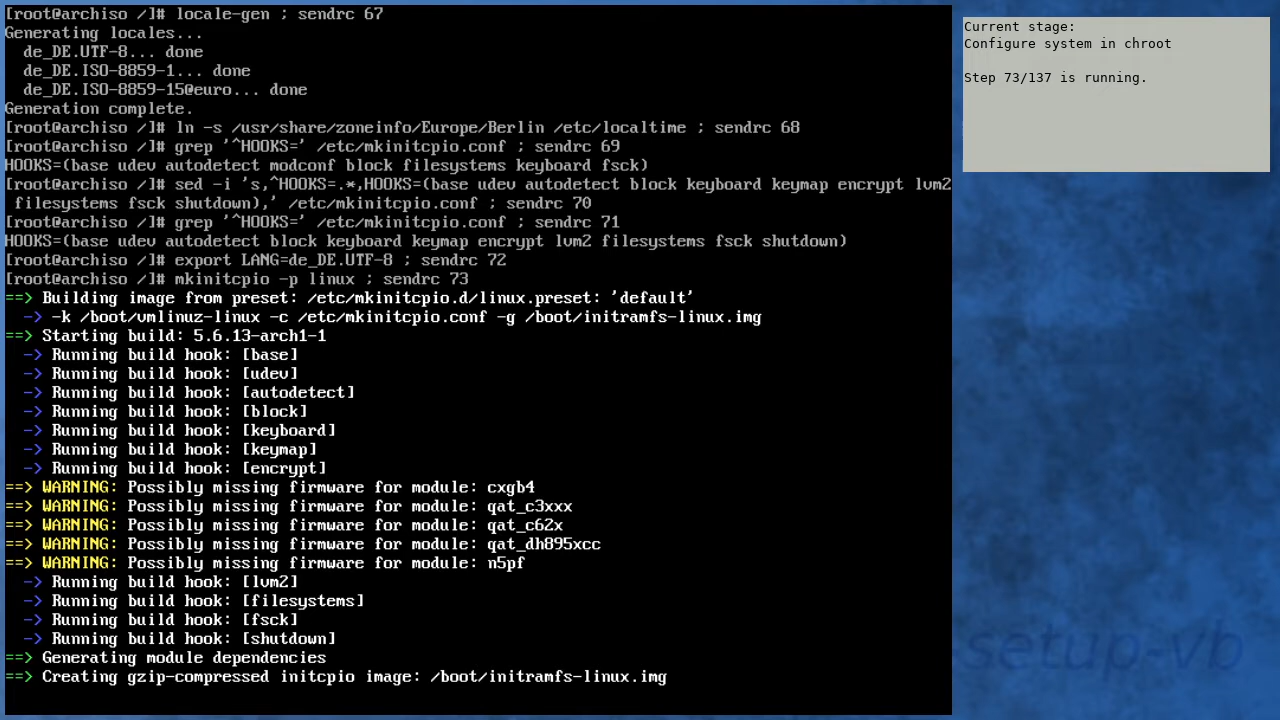 [root@archiso /]# locale-gen ; sendrc 67
Generating locales...
  de_DE.UTF-8... done
  de_DE.ISO-8859-1... done
  de_DE.ISO-8859-15@euro... done
Generation complete.
[root@archiso /]# ln -s /usr/share/zoneinfo/Europe/Berlin /etc/localtime ; sendrc 68
[root@archiso /]# grep '^HOOKS=' /etc/mkinitcpio.conf ; sendrc 69
HOOKS=(base udev autodetect modconf block filesystems keyboard fsck)
[root@archiso /]# sed -i 's,^HOOKS=.*,HOOKS=(base udev autodetect block keyboard keymap encrypt lvm2
 filesystems fsck shutdown),' /etc/mkinitcpio.conf ; sendrc 70
[root@archiso /]# grep '^HOOKS=' /etc/mkinitcpio.conf ; sendrc 71
HOOKS=(base udev autodetect block keyboard keymap encrypt lvm2 filesystems fsck shutdown)
[root@archiso /]# export LANG=de_DE.UTF-8 ; sendrc 72
[root@archiso /]# mkinitcpio -p linux ; sendrc 73
==> Building image from preset: /etc/mkinitcpio.d/linux.preset: 'default'
  -> -k /boot/vmlinuz-linux -c /etc/mkinitcpio.conf -g /boot/initramfs-linux.img
==> Starting build: 5.6.13-arch1-1
  -> Running build hook: [base]
  -> Running build hook: [udev]
  -> Running build hook: [autodetect]
  -> Running build hook: [block]
  -> Running build hook: [keyboard]
  -> Running build hook: [keymap]
  -> Running build hook: [encrypt]
==> WARNING: Possibly missing firmware for module: cxgb4
==> WARNING: Possibly missing firmware for module: qat_c3xxx
==> WARNING: Possibly missing firmware for module: qat_c62x
==> WARNING: Possibly missing firmware for module: qat_dh895xcc
==> WARNING: Possibly missing firmware for module: n5pf
  -> Running build hook: [lvm2]
  -> Running build hook: [filesystems]
  -> Running build hook: [fsck]
  -> Running build hook: [shutdown]
==> Generating module dependencies
==> Creating gzip-compressed initcpio image: /boot/initramfs-linux.img
Current stage:
Configure system in chroot
Step 73/137 is running.
setup-vb